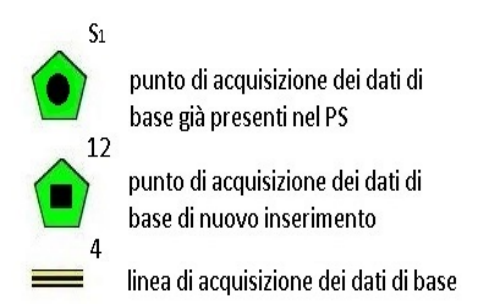 S1
punto di acquisizione dei dati di
base già presenti nel PS
12
punto di acquisizione dei dati di
base di nuovo inserimento
4
linea di acquisizione dei dati di base